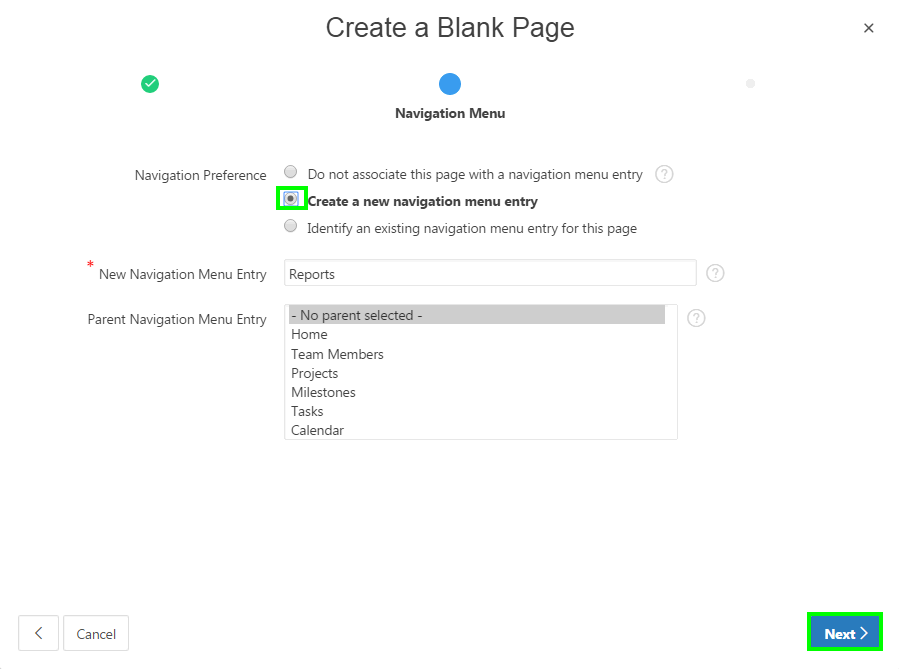 Create a Blank Page
Navigation Menu
Navigation Preference
Do not associate this page with a navigation menu entry
?
Create a new navigation menu entry
Identify an existing navigation menu entry for this page
* New Navigation Menu Entry
Reports
?
Parent Navigation Menu Entry
- No parent selected -
?
Home
Team Members
Projects
Milestones
Tasks
Calendar
Cancel
Next